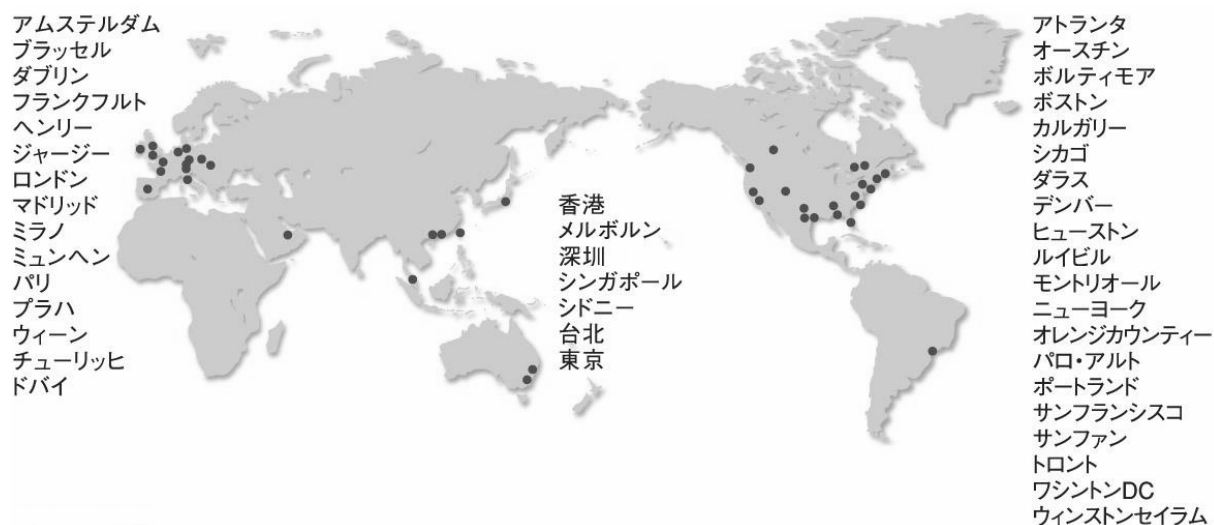 アムステルダム
ブラッセル
ダブリン
フランクフルト
ヘンリー
ジャージー
ロンドン
マドリッド
ミラノ
ミュンヘン
パリ
プラハ
ウィーン
チューリッヒ
ドバイ
香港
メルボルン
深圳
シンガポール
シドニー
台北
東京
アトランタ
オースチン
ボルティモア
ボストン
カルガリー
シカゴ
ダラス
デンバー
ヒューストン
ルイビル
モントリオール
ニューヨーク
オレンジカウンティー
パロ・アルト
ポートランド
サンフランシスコ
サンファン
トロント
ワシントンDC
ウィンストンセイラム